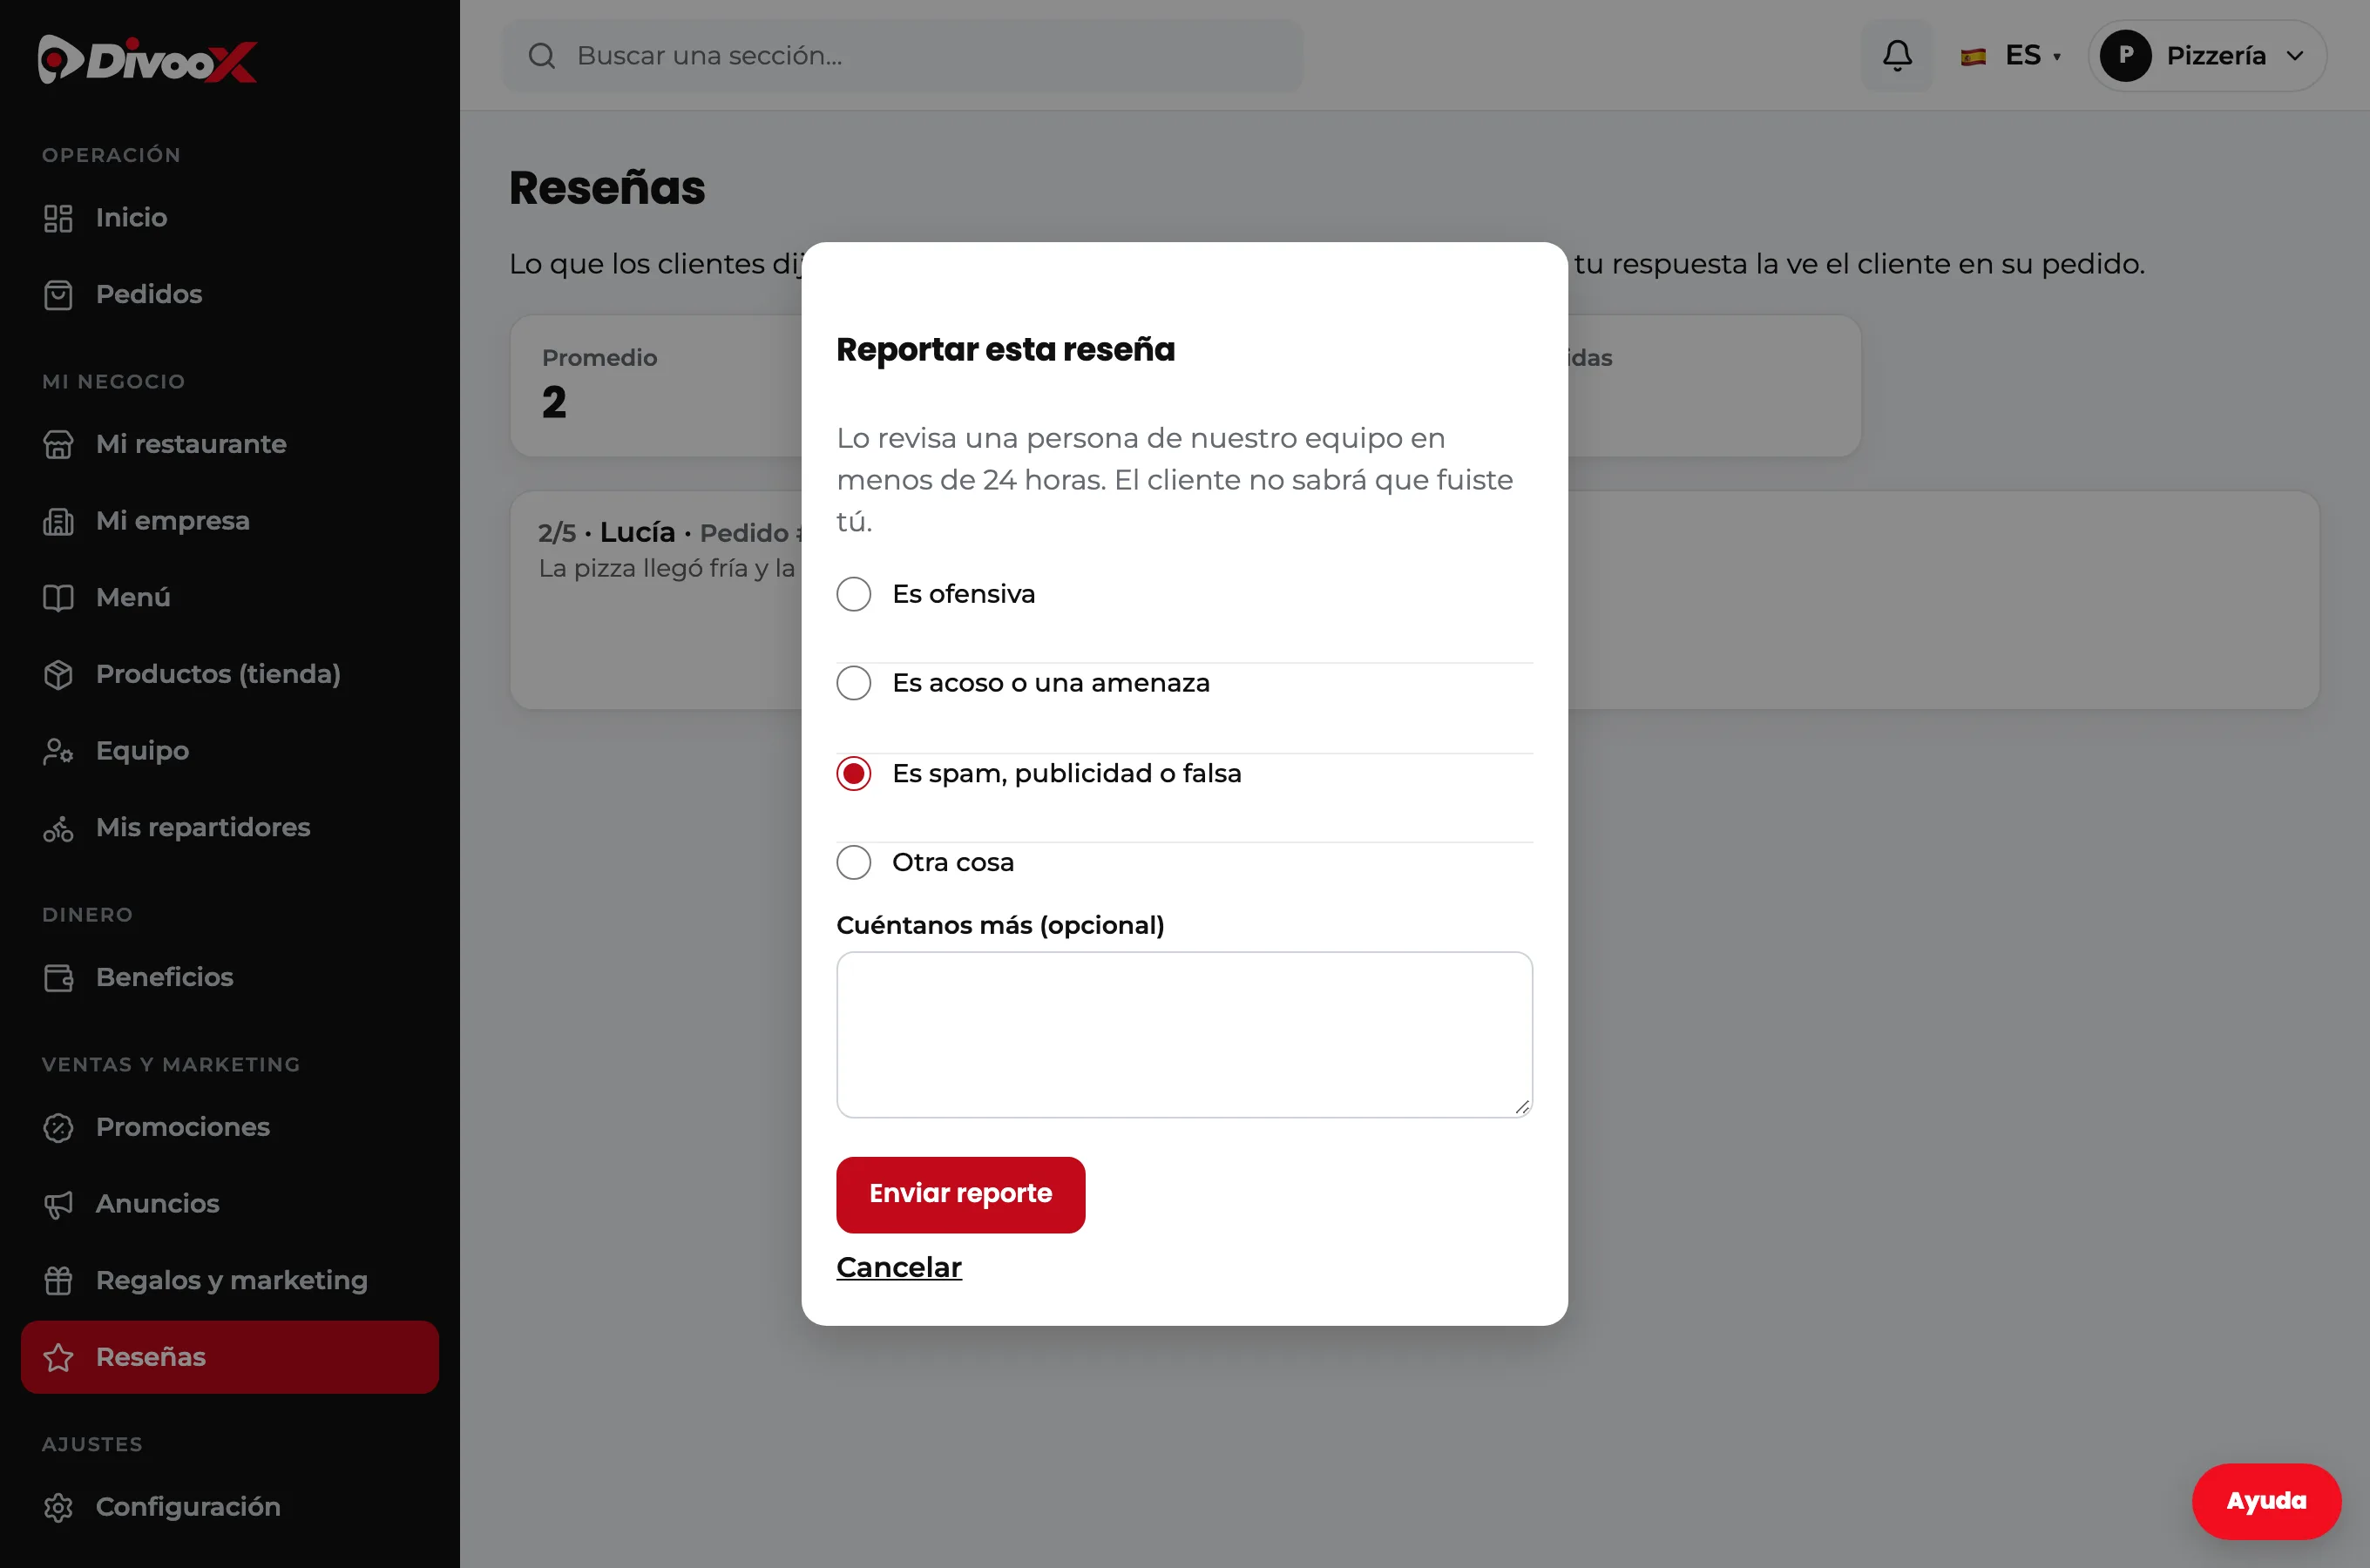 DivooX
Buscar una sección...
ES
P
Pizzería
OPERACIÓN
Inicio
Pedidos
MI NEGOCIO
Mi restaurante
Mi empresa
Menú
Productos (tienda)
Equipo
Mis repartidores
DINERO
Beneficios
VENTAS Y MARKETING
Promociones
Anuncios
Regalos y marketing
Reseñas
AJUSTES
Configuración
Reseñas
Lo que los clientes tu respuesta la ve el cliente en su pedido.
Promedio
2
2/5 · Lucía · Pedido
La pizza llegó fría y la
Reportar esta reseña
Lo revisa una persona de nuestro equipo en
menos de 24 horas. El cliente no sabrá que fuiste
tú.
Es ofensiva
Es acoso o una amenaza
Es spam, publicidad o falsa
Otra cosa
Cuéntanos más (opcional)
Enviar reporte
Cancelar
Ayuda